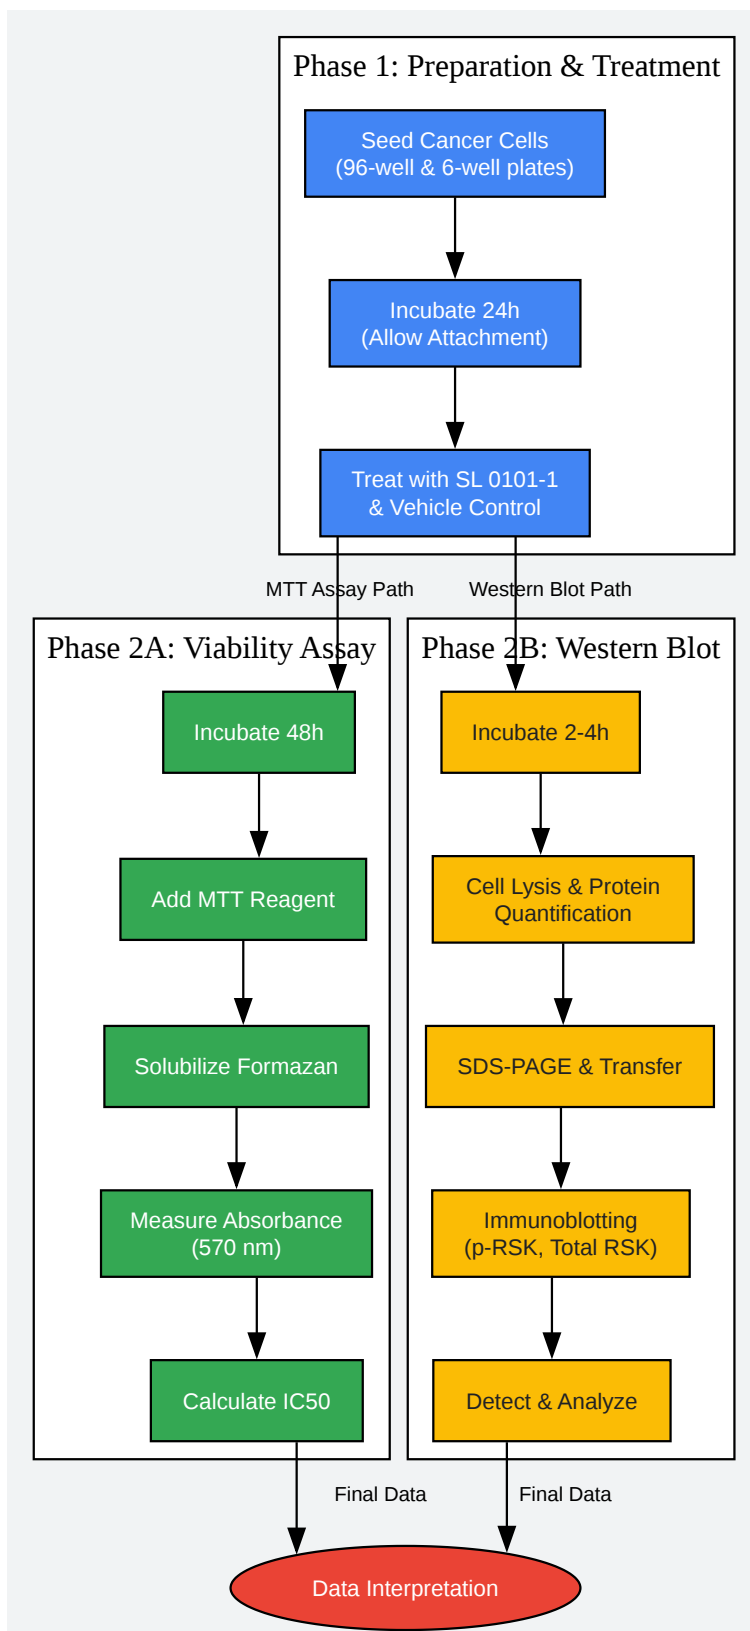 Phase 1: Preparation & Treatment
Seed Cancer Cells
(96-well & 6-well plates)
Incubate 24h
(Allow Attachment)
Treat with SL 0101-1
& Vehicle Control
MTT Assay Path
Western Blot Path
Phase 2A: Viability Assay
Incubate 48h
Add MTT Reagent
Solubilize Formazan
Measure Absorbance
(570 nm)
Calculate IC50
Final Data
Phase 2B: Western Blot
Incubate 2-4h
Cell Lysis & Protein
Quantification
SDS-PAGE & Transfer
Immunoblotting
(p-RSK, Total RSK)
Detect & Analyze
Final Data
Data Interpretation